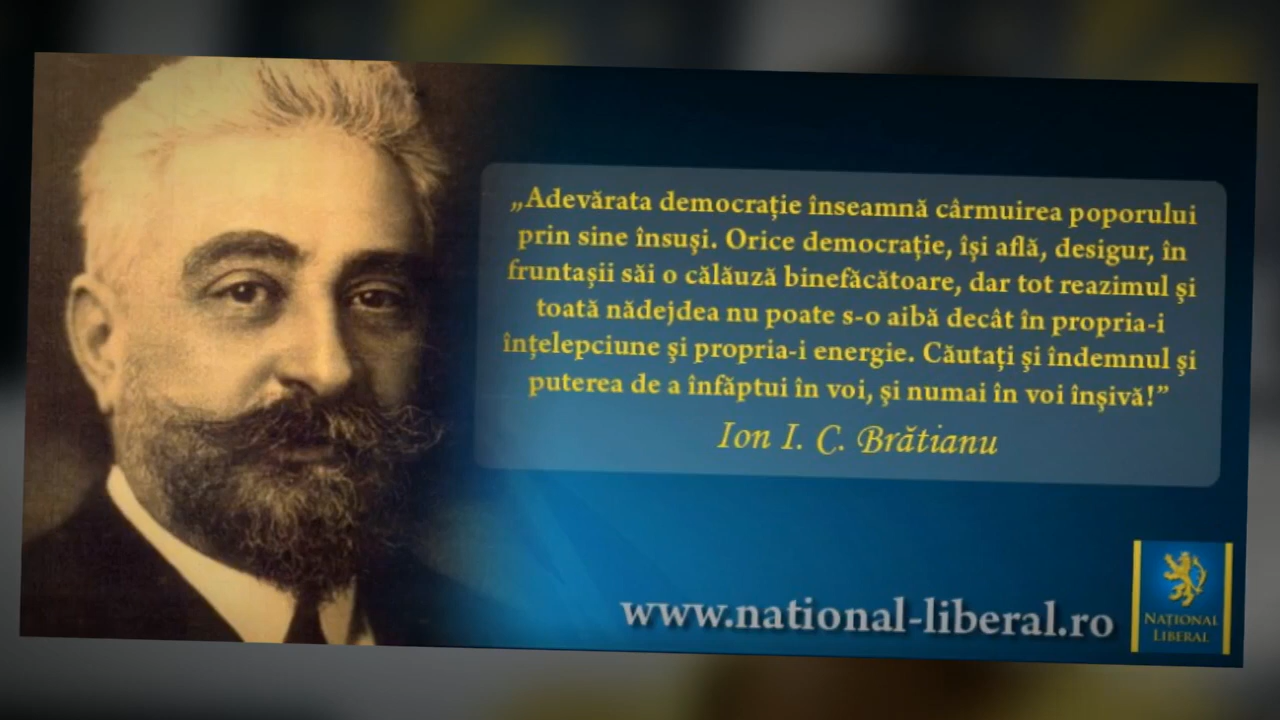 „Adevărata democrație înseamnă cârmuirea poporului
prin sine însuși. Orice democrație, își află, desigur, în
fruntașii săi o călăuză binefăcătoare, dar tot reazimul și
toată nădejdea nu poate s-o aibă decât în propria-i
înțelepciune și propria-i energie. Căutați și îndemnul și
puterea de a înfăptui în voi, și numai în voi înșivă!”
Ion I. C. Brătianu
www.national-liberal.ro
NAȚIONAL
LIBERAL